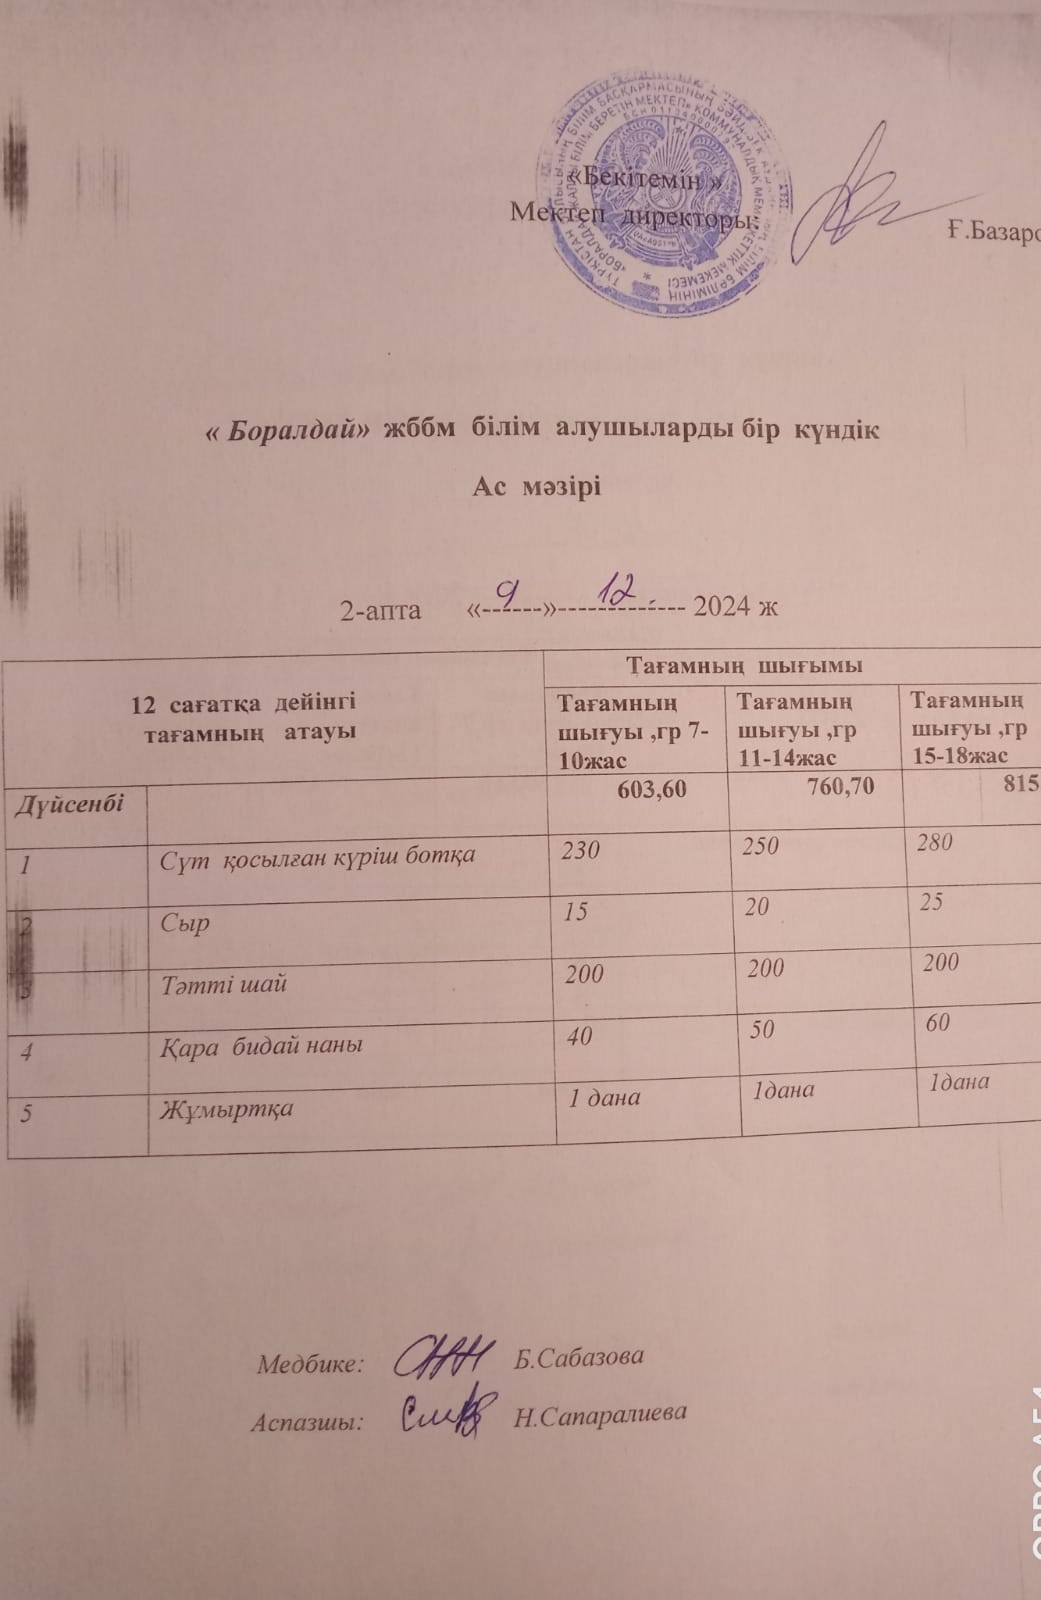 «Бекітемін»
Мектеп директоры:
Ғ.Базаро
« Боралдай» жббм білім алушыларды бір күндік
Ас мәзірі
2-апта «--9--»-----12.----- 2024 ж
12 сағатқа дейінгі тағамның атауы
Тағамның шығымы
Тағамның шығуы ,гр 7-10жас
Тағамның шығуы ,гр 11-14жас
Тағамның шығуы ,гр 15-18жас
Дүйсенбі 603,60 760,70 815
1 Сүт қосылған күріш ботқа 230 250 280
2 Сыр 15 20 25
3 Тәтті шай 200 200 200
4 Қара бидай наны 40 50 60
5 Жұмыртқа 1 дана 1дана 1дана
Медбике: Б.Сабазова
Аспазшы: Н.Сапаралиева